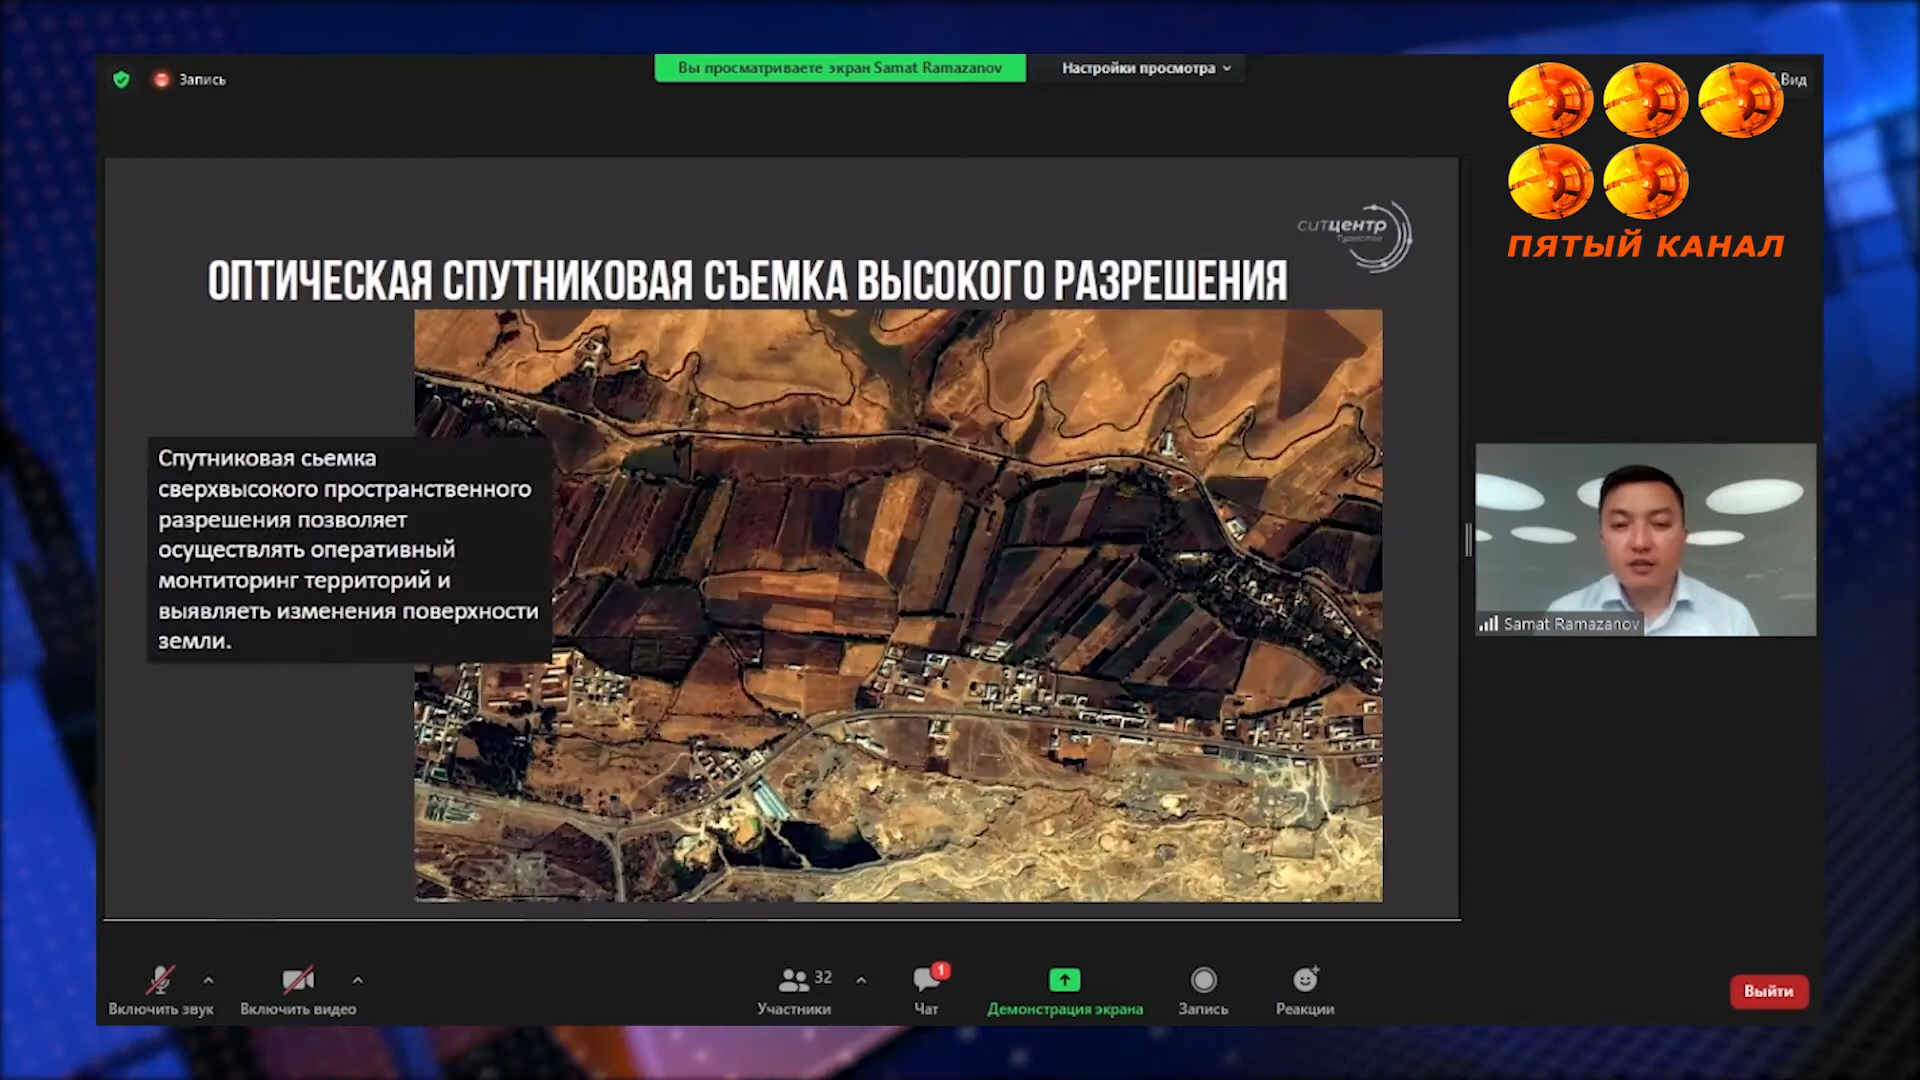 Запись
Вы просматриваете экран Samat Ramazanov
Настройки просмотра
Вид
ПЯТЫЙ КАНАЛ
ситцентр
ОПТИЧЕСКАЯ СПУТНИКОВАЯ СЪЕМКА ВЫСОКОГО РАЗРЕШЕНИЯ
Спутниковая сьемка
сверхвысокого пространственного
разрешения позволяет
осуществлять оперативный
монтиторинг территорий и
выявляеть изменения поверхности
земли.
Samat Ramazanov
Включить звук
Включить видео
32
Участники
1
Чат
Демонстрация экрана
Запись
Реакции
Выйти